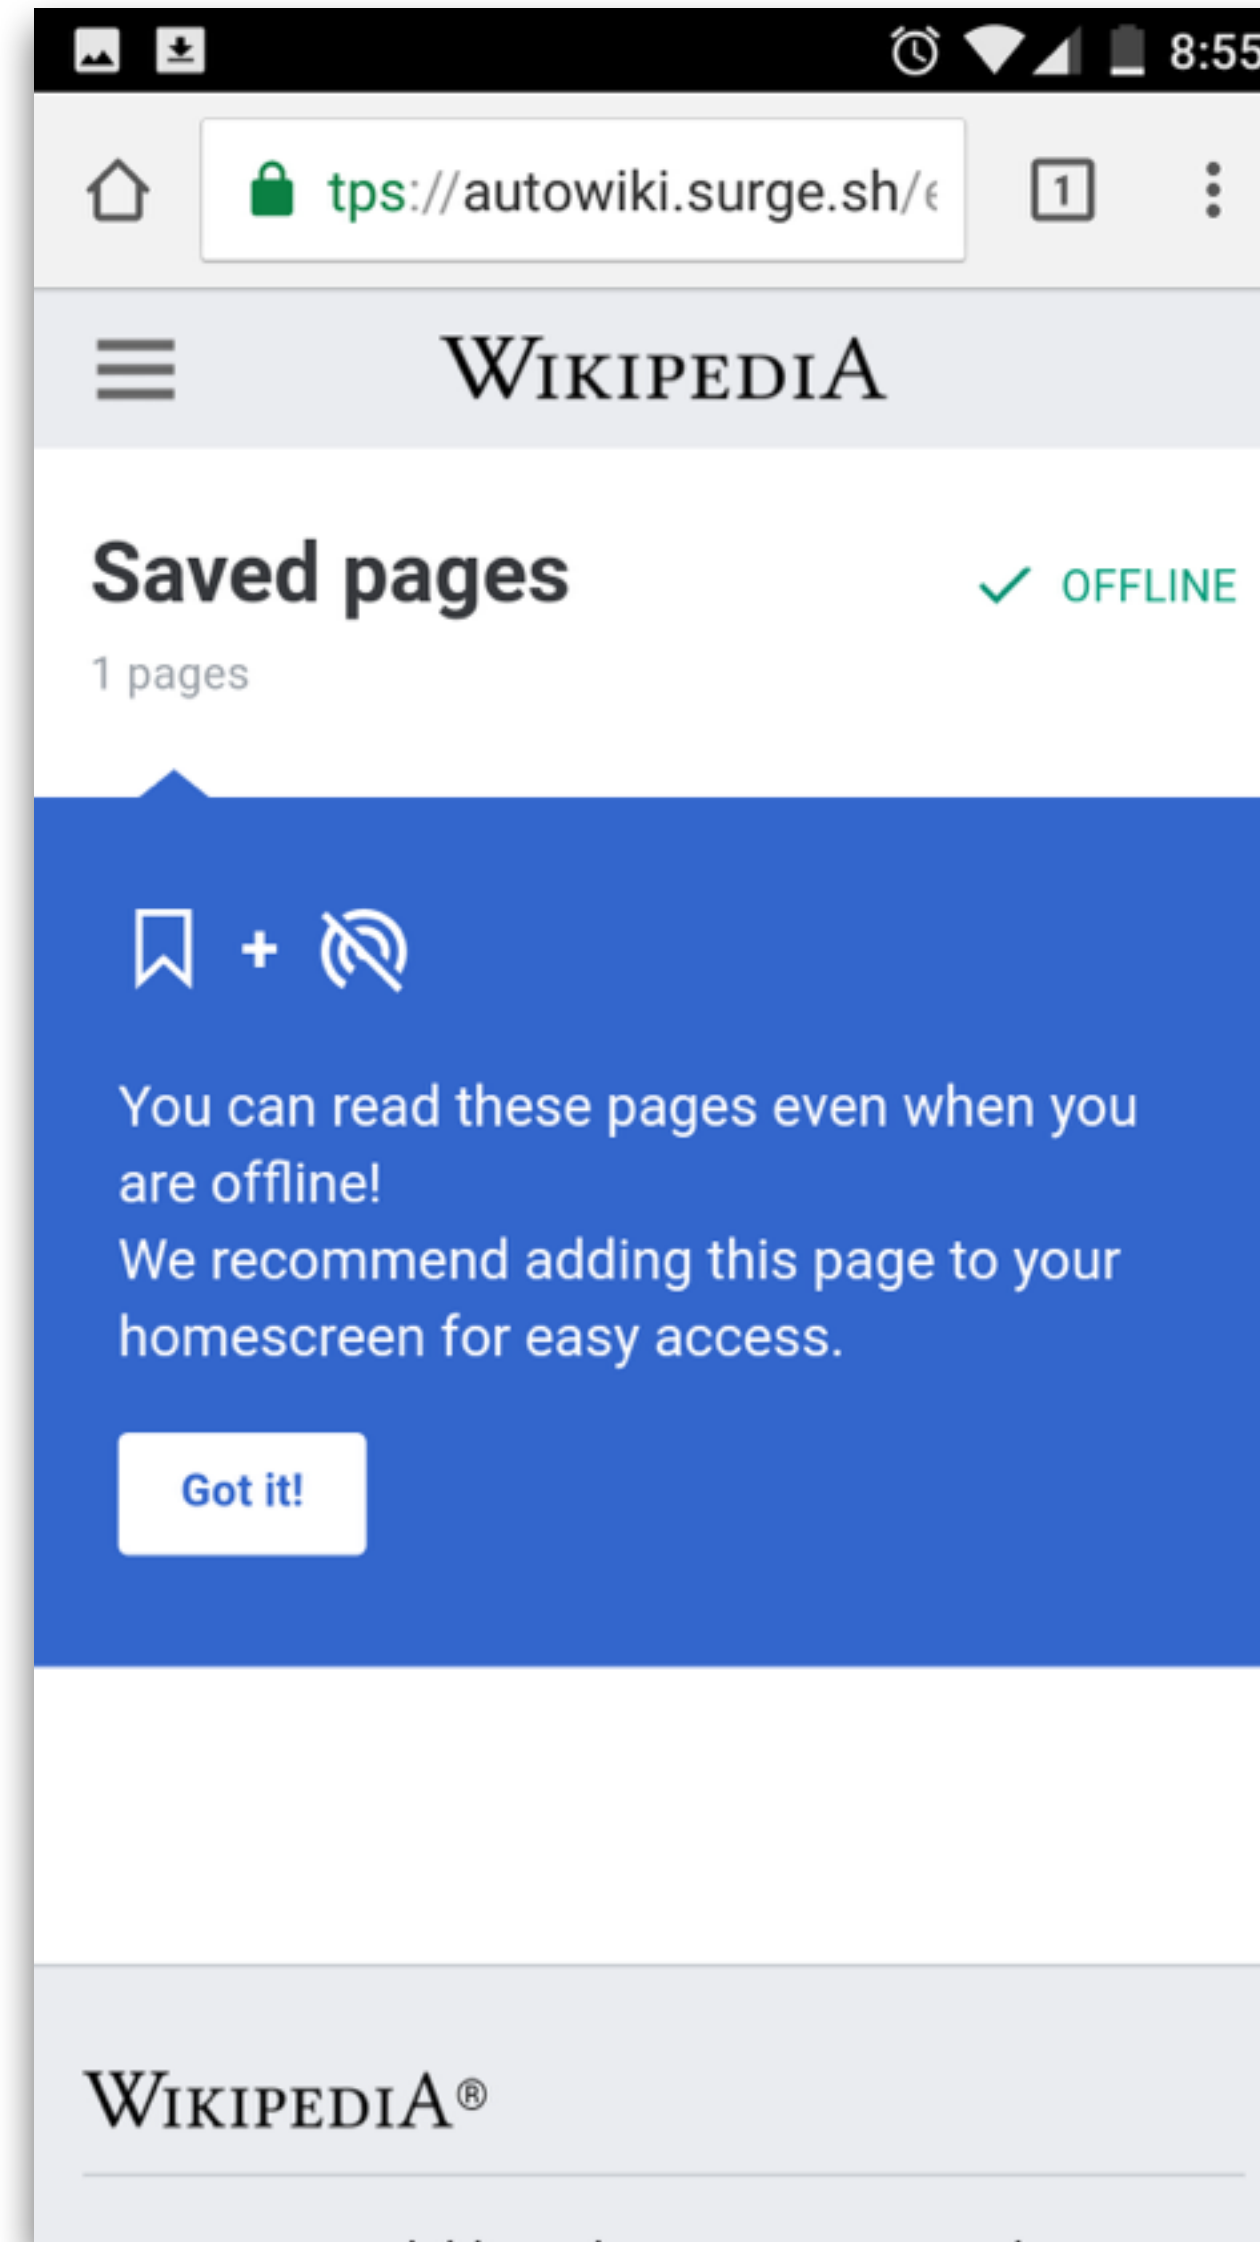 8:55
tps://autowiki.surge.sh/
1
WIKIPEDIA
Saved pages
OFFLINE
1 pages
You can read these pages even when you
are offline!
We recommend adding this page to your
homescreen for easy access.
Got it!
WIKIPEDIA®